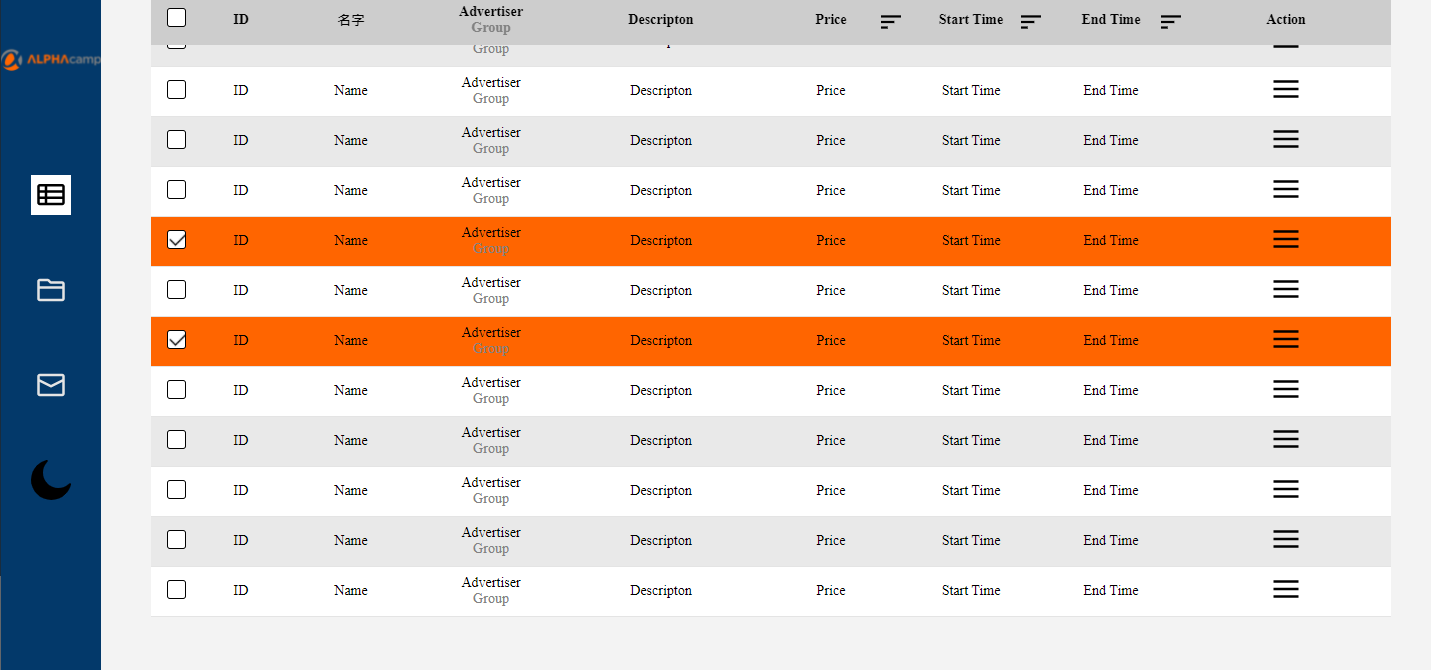 ALPHAcamp
ID 名字 Advertiser Descripton Price Start Time End Time Action
Group
Group
ID Name Advertiser Descripton Price Start Time End Time
Group
ID Name Advertiser Descripton Price Start Time End Time
Group
ID Name Advertiser Descripton Price Start Time End Time
Group
ID Name Advertiser Descripton Price Start Time End Time
Group
ID Name Advertiser Descripton Price Start Time End Time
Group
ID Name Advertiser Descripton Price Start Time End Time
Group
ID Name Advertiser Descripton Price Start Time End Time
Group
ID Name Advertiser Descripton Price Start Time End Time
Group
ID Name Advertiser Descripton Price Start Time End Time
Group
ID Name Advertiser Descripton Price Start Time End Time
Group
ID Name Advertiser Descripton Price Start Time End Time
Group